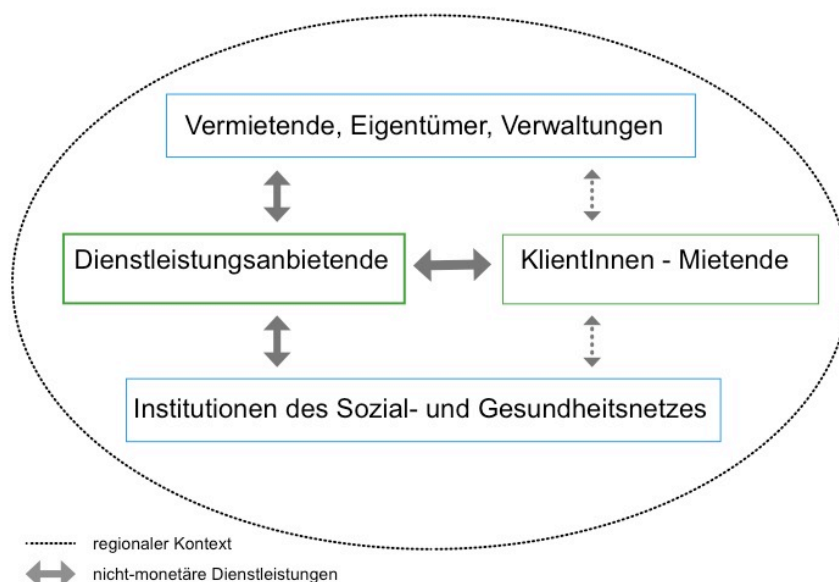 Vermietende, Eigentümer, Verwaltungen
Dienstleistungsanbietende
KlientInnen - Mietende
Institutionen des Sozial- und Gesundheitsnetzes
regionaler Kontext
nicht-monetäre Dienstleistungen